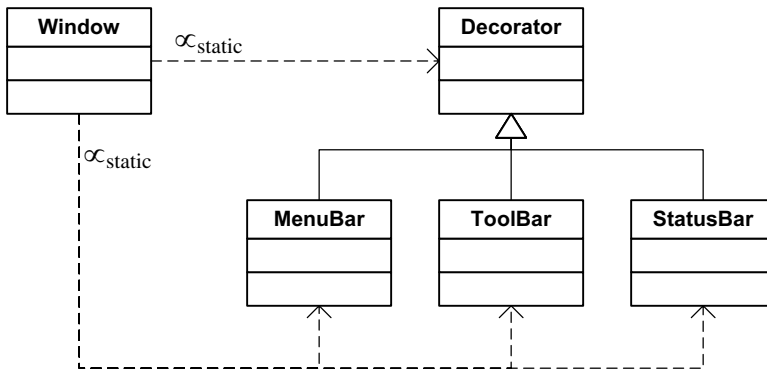 Window
Decorator
∝static
∝static
MenuBar
ToolBar
StatusBar